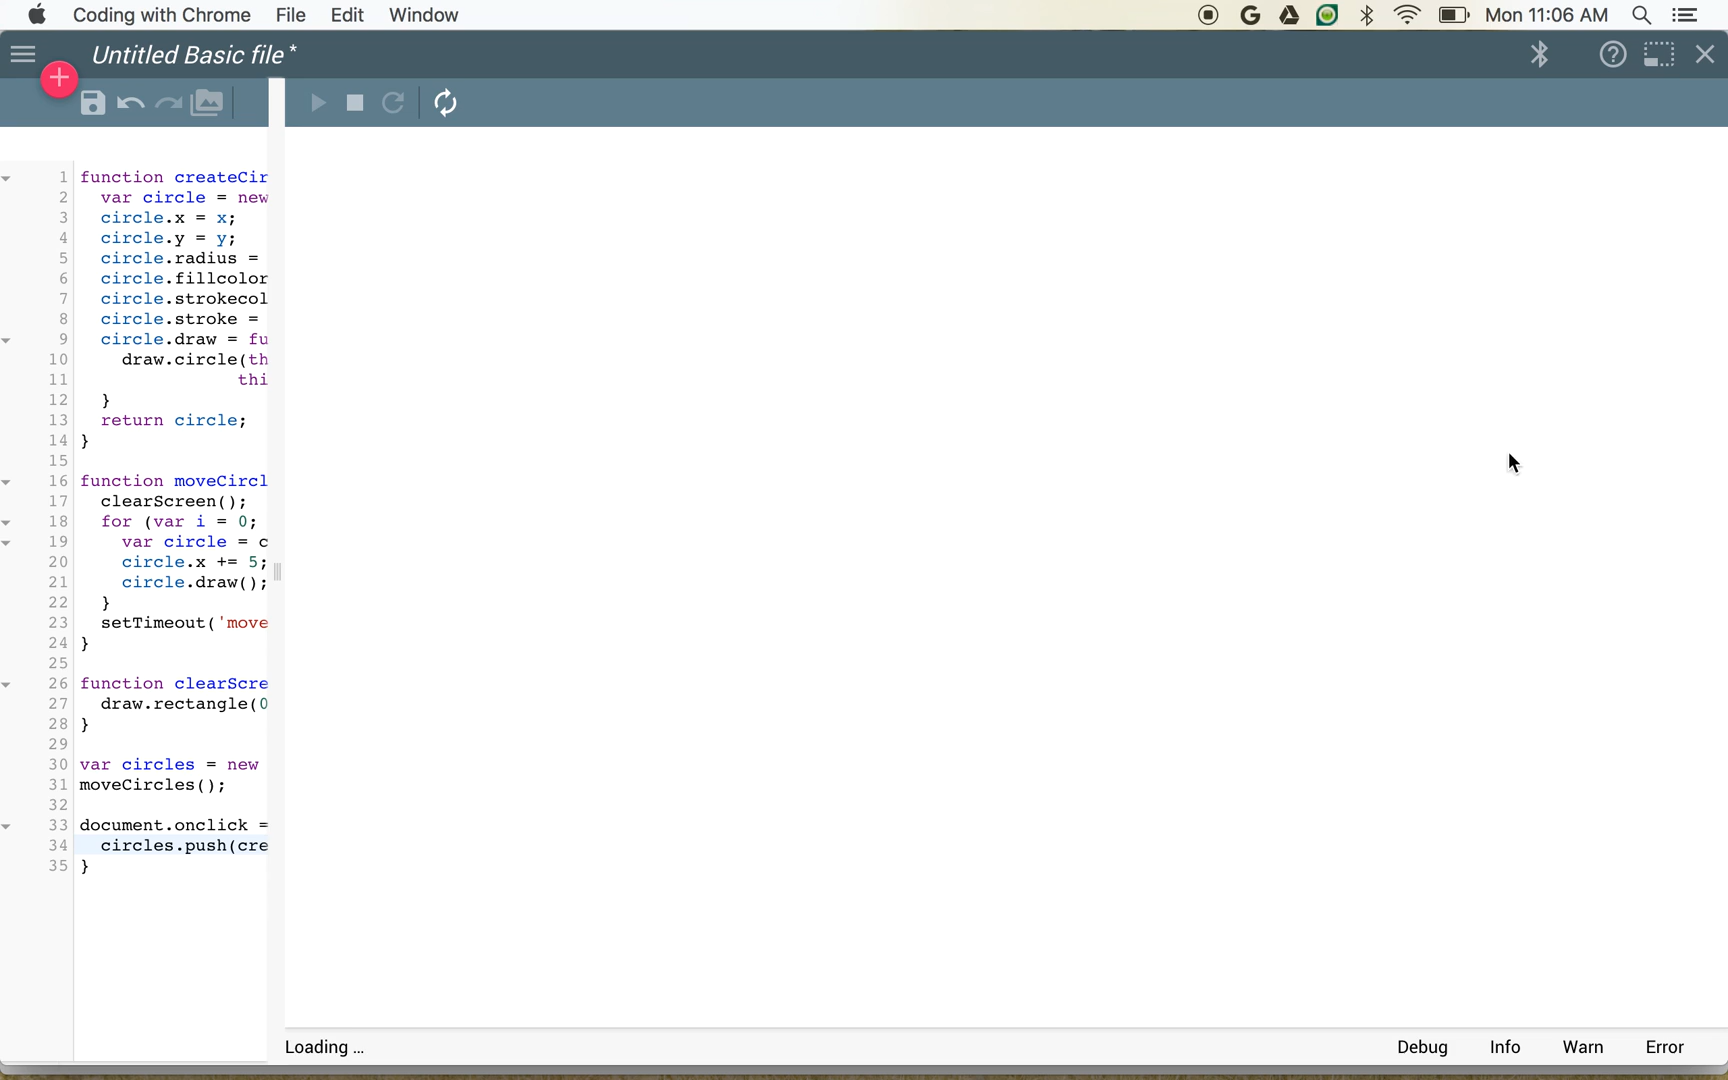 Coding with Chrome File Edit Window Mon 11:06 AM
Untitled Basic file *
1 function createCir
2 var circle = new
3 circle.x = x;
4 circle.y = y;
5 circle.radius =
6 circle.fillcolor
7 circle.strokecol
8 circle.stroke =
9 circle.draw = fu
10 draw.circle(th
11 thi
12 }
13 return circle;
14 }
15
16 function moveCircl
17 clearScreen();
18 for (var i = 0;
19 var circle = c
20 circle.x += 5;
21 circle.draw();
22 }
23 setTimeout('move
24 }
25
26 function clearScre
27 draw.rectangle(0
28 }
29
30 var circles = new
31 moveCircles();
32
33 document.onclick =
34 circles.push(cre
35 }
Loading ... Debug Info Warn Error